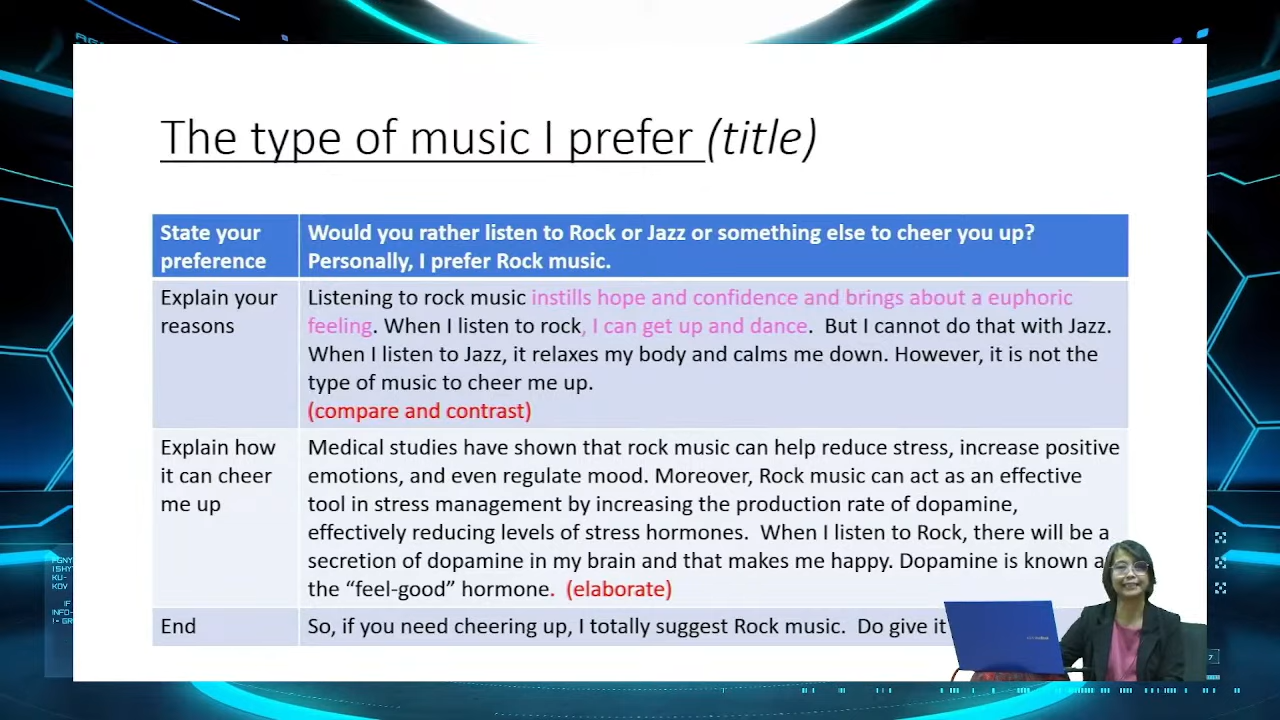 The type of music I prefer (title)
State your
preference
Would you rather listen to Rock or Jazz or something else to cheer you up?
Personally, I prefer Rock music.
Explain your
reasons
Listening to rock music instills hope and confidence and brings about a euphoric
feeling. When I listen to rock, I can get up and dance.  But I cannot do that with Jazz.
When I listen to Jazz, it relaxes my body and calms me down. However, it is not the
type of music to cheer me up.
(compare and contrast)
Explain how
it can cheer
me up
Medical studies have shown that rock music can help reduce stress, increase positive
emotions, and even regulate mood. Moreover, Rock music can act as an effective
tool in stress management by increasing the production rate of dopamine,
effectively reducing levels of stress hormones.  When I listen to Rock, there will be a
secretion of dopamine in my brain and that makes me happy. Dopamine is known
the “feel-good” hormone.  (elaborate)
End
So, if you need cheering up, I totally suggest Rock music.  Do give it